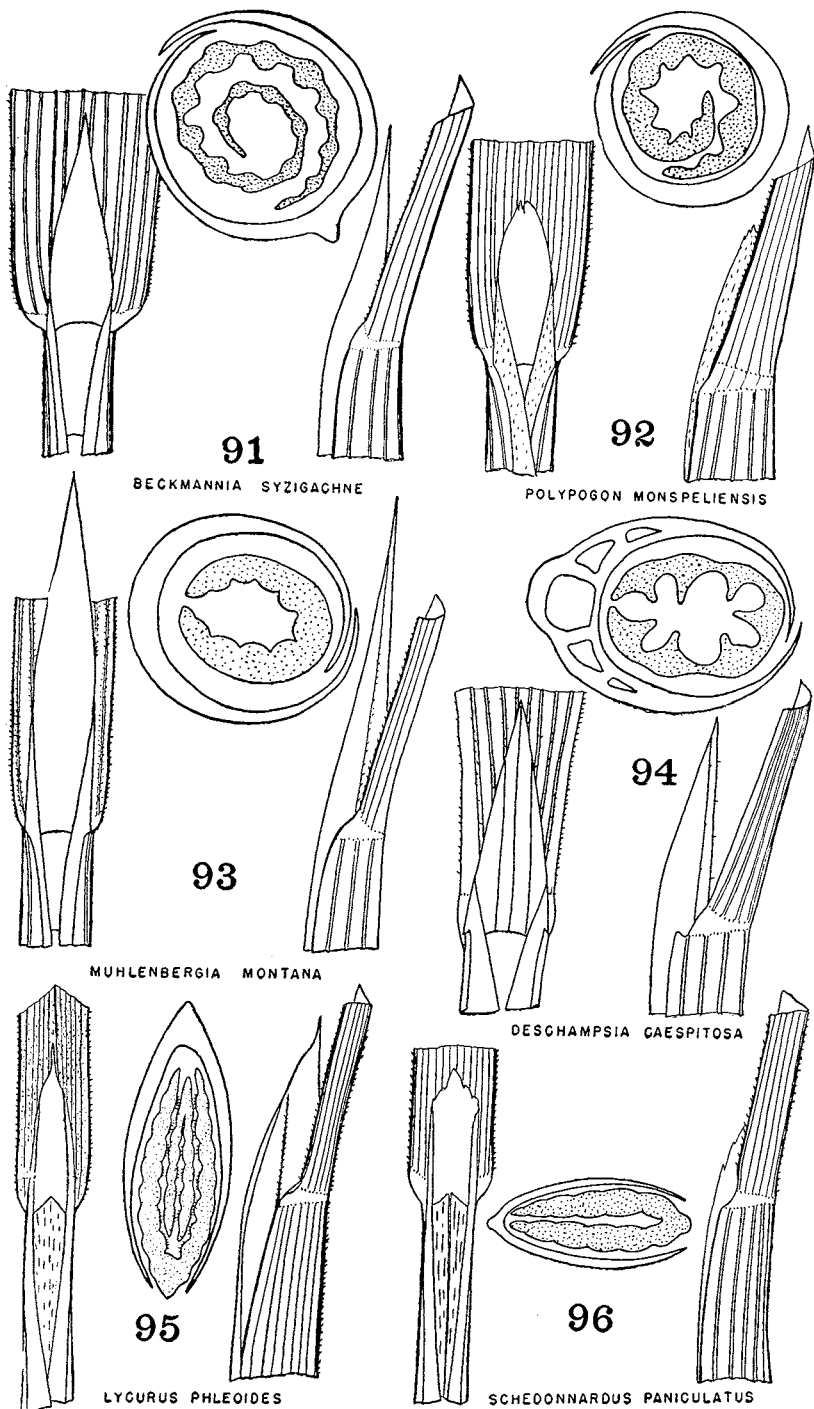 91
BECKMANNIA SYZIGACHNE
92
POLYPOGON MONSPELIENSIS
93
MUHLENBERGIA MONTANA
94
DESCHAMPSIA CAESPITOSA
95
LYCURUS PHLEOIDES
96
SCHEDONNARDUS PANICULATUS